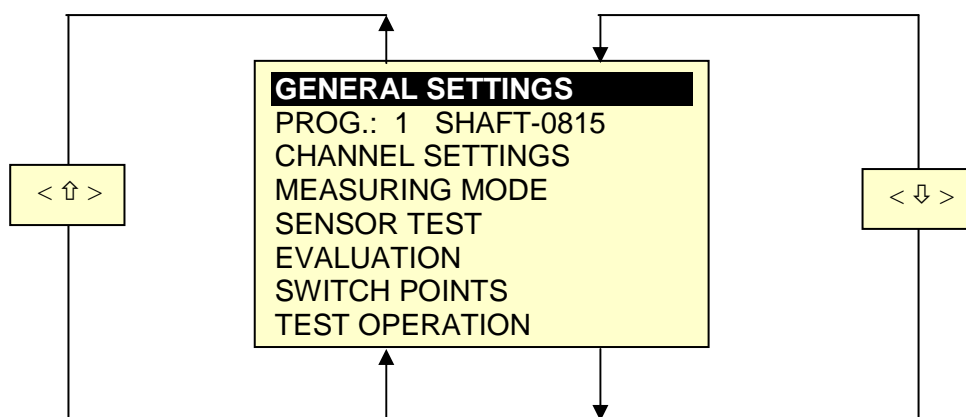 GENERAL SETTINGS
PROG.: 1 SHAFT-0815
CHANNEL SETTINGS
MEASURING MODE
SENSOR TEST
EVALUATION
SWITCH POINTS
TEST OPERATION
< ⇧ >
< ⇩ >